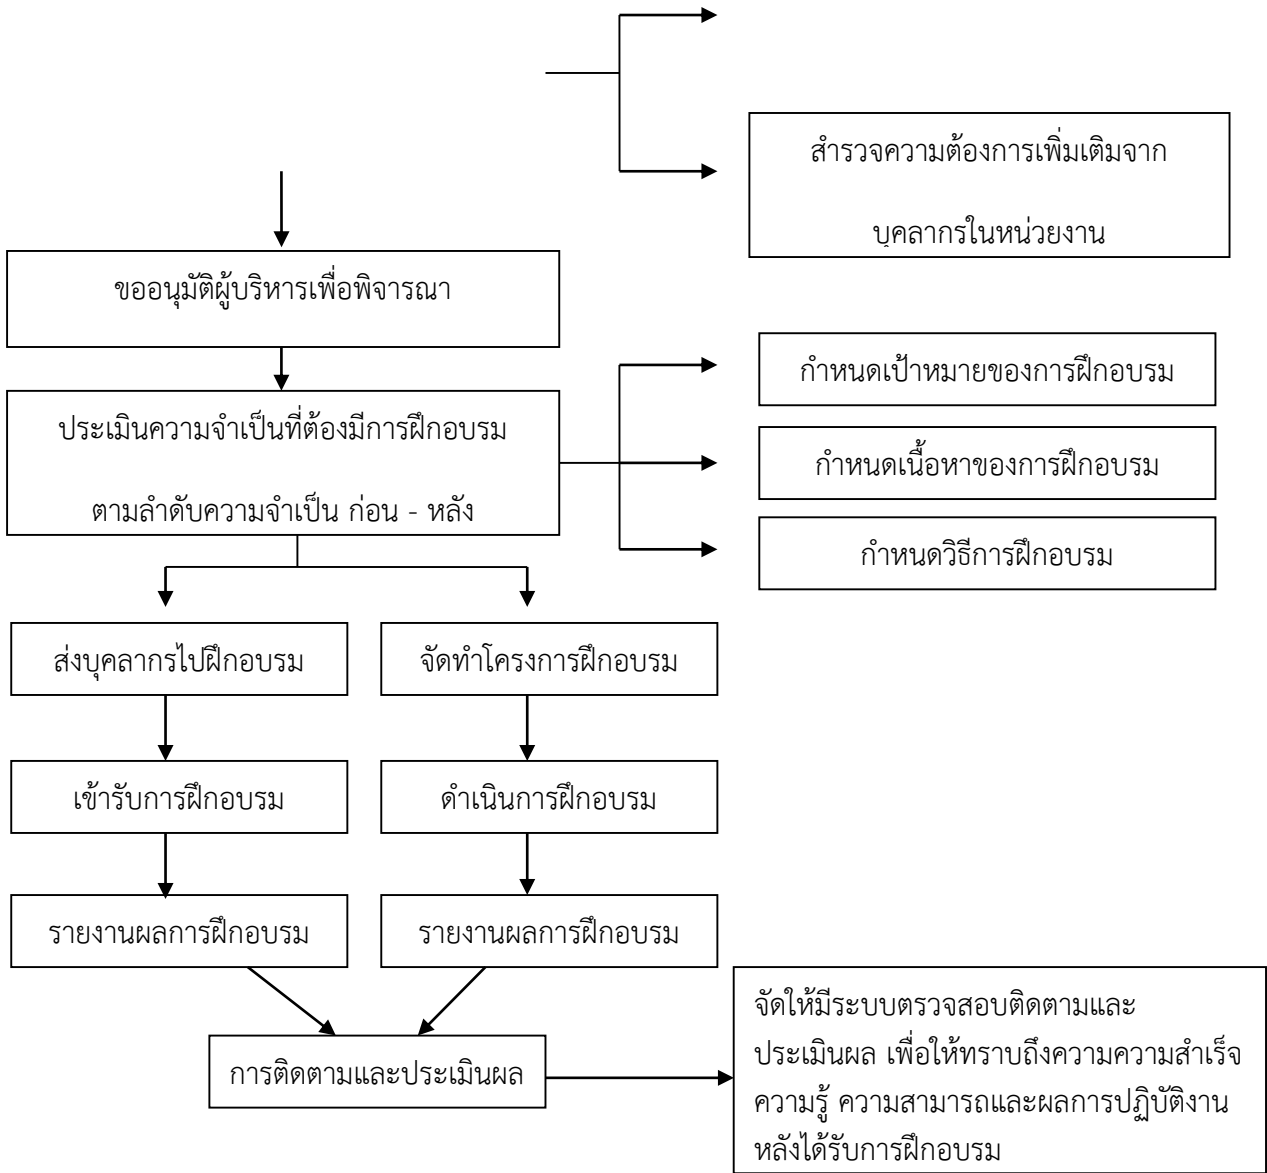 สำรวจความต้องการเพิ่มเติมจาก
บุคลากรในหน่วยงาน
ขออนุมัติผู้บริหารเพื่อพิจารณา
ประเมินความจำเป็นที่ต้องมีการฝึกอบรม
ตามลำดับความจำเป็น ก่อน - หลัง
กำหนดเป้าหมายของการฝึกอบรม
กำหนดเนื้อหาของการฝึกอบรม
กำหนดวิธีการฝึกอบรม
ส่งบุคลากรไปฝึกอบรม
จัดทำโครงการฝึกอบรม
เข้ารับการฝึกอบรม
ดำเนินการฝึกอบรม
รายงานผลการฝึกอบรม
รายงานผลการฝึกอบรม
การติดตามและประเมินผล
จัดให้มีระบบตรวจสอบติดตามและ
ประเมินผล เพื่อให้ทราบถึงความความสำเร็จ
ความรู้ ความสามารถและผลการปฏิบัติงาน
หลังได้รับการฝึกอบรม